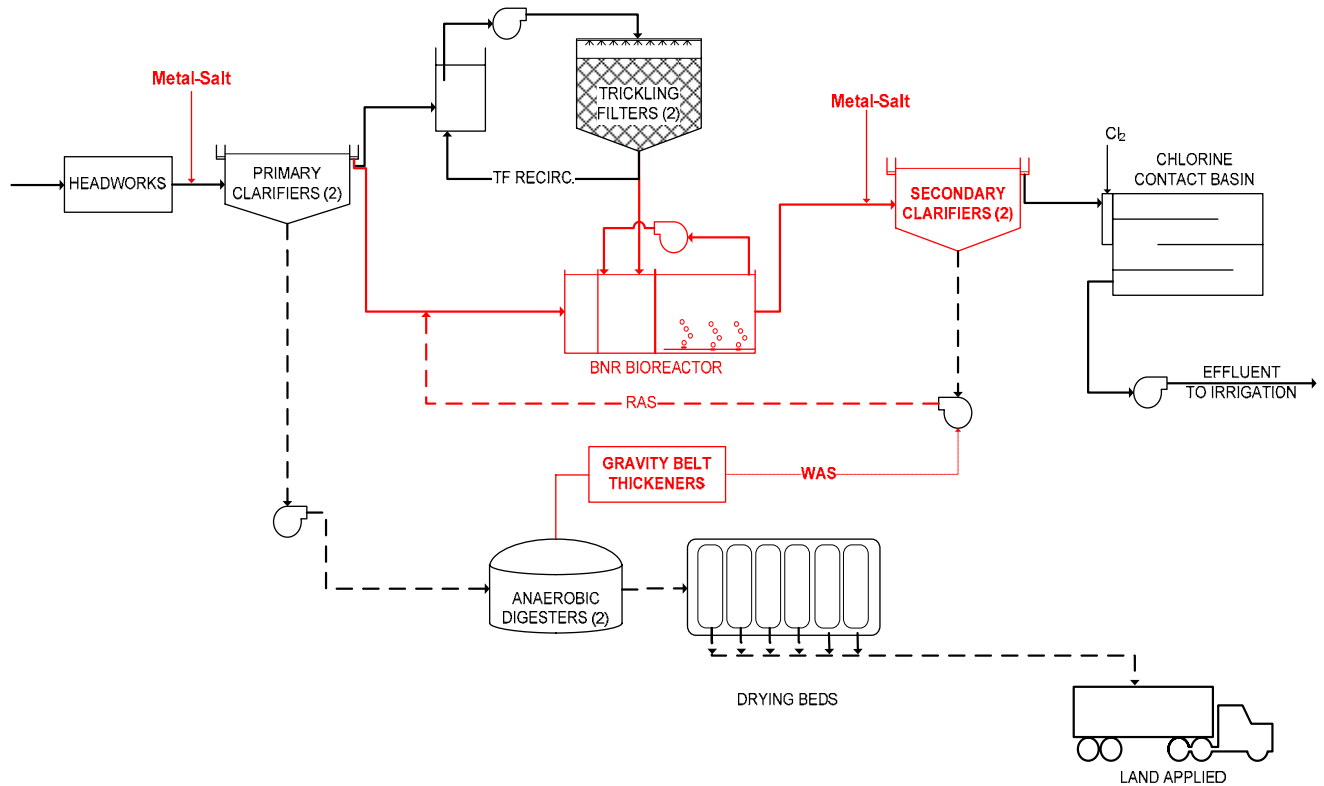 Metal-Salt
HEADWORKS
PRIMARY
CLARIFIERS (2)
TRICKLING
FILTERS (2)
TF RECIRC.
Metal-Salt
SECONDARY
CLARIFIERS (2)
Cl2
CHLORINE
CONTACT BASIN
BNR BIOREACTOR
EFFLUENT
TO IRRIGATION
RAS
GRAVITY BELT
THICKENERS
WAS
ANAEROBIC
DIGESTERS (2)
DRYING BEDS
LAND APPLIED